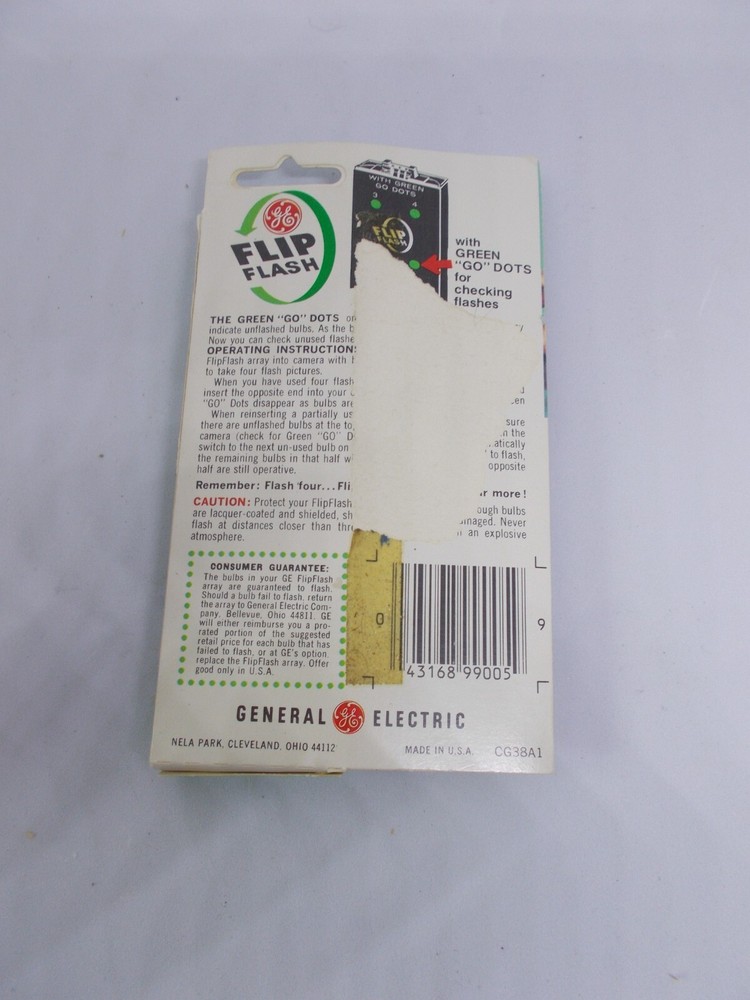 GE
FLIP
FLASH
WITH GREEN
GO DOTS
3 4
FLIP
FLASH
with
GREEN
"GO" DOTS
for
checking
flashes
THE GREEN "GO" DOTS
indicate unflashed bulbs. As the
Now you can check unused
OPERATING INSTRUCTIONS
FlipFlash array into camera with
to take four flash pictures.
When you have used four flash
insert the opposite end into your
"GO" Dots disappear as bulbs are
When reinserting a partially
sure
there are unflashed bulbs at the
the
camera (check for Green "GO"
switch to the next un-used bulb on
to flash,
the remaining bulbs in that half
opposite
half are still operative.
Remember: Flash four...
more!
CAUTION: Protect your FlipFlash
bulbs
are lacquer-coated and shielded,
Never
flash at distances closer than
an explosive
atmosphere.
CONSUMER GUARANTEE:
The bulbs in your GE FlipFlash
array are guaranteed to flash.
Should a bulb fail to flash, return
the array to General Electric Com-
pany, Bellevue, Ohio 44811. GE
will either reimburse you a pro-
rated portion of the suggested
retail price for each bulb that has
failed to flash, or at GE's option,
replace the FlipFlash array. Offer
good only in U.S.A.
0 43168 99005 9
GENERAL GE ELECTRIC
NELA PARK, CLEVELAND, OHIO 44112 MADE IN U.S.A. CG38A1